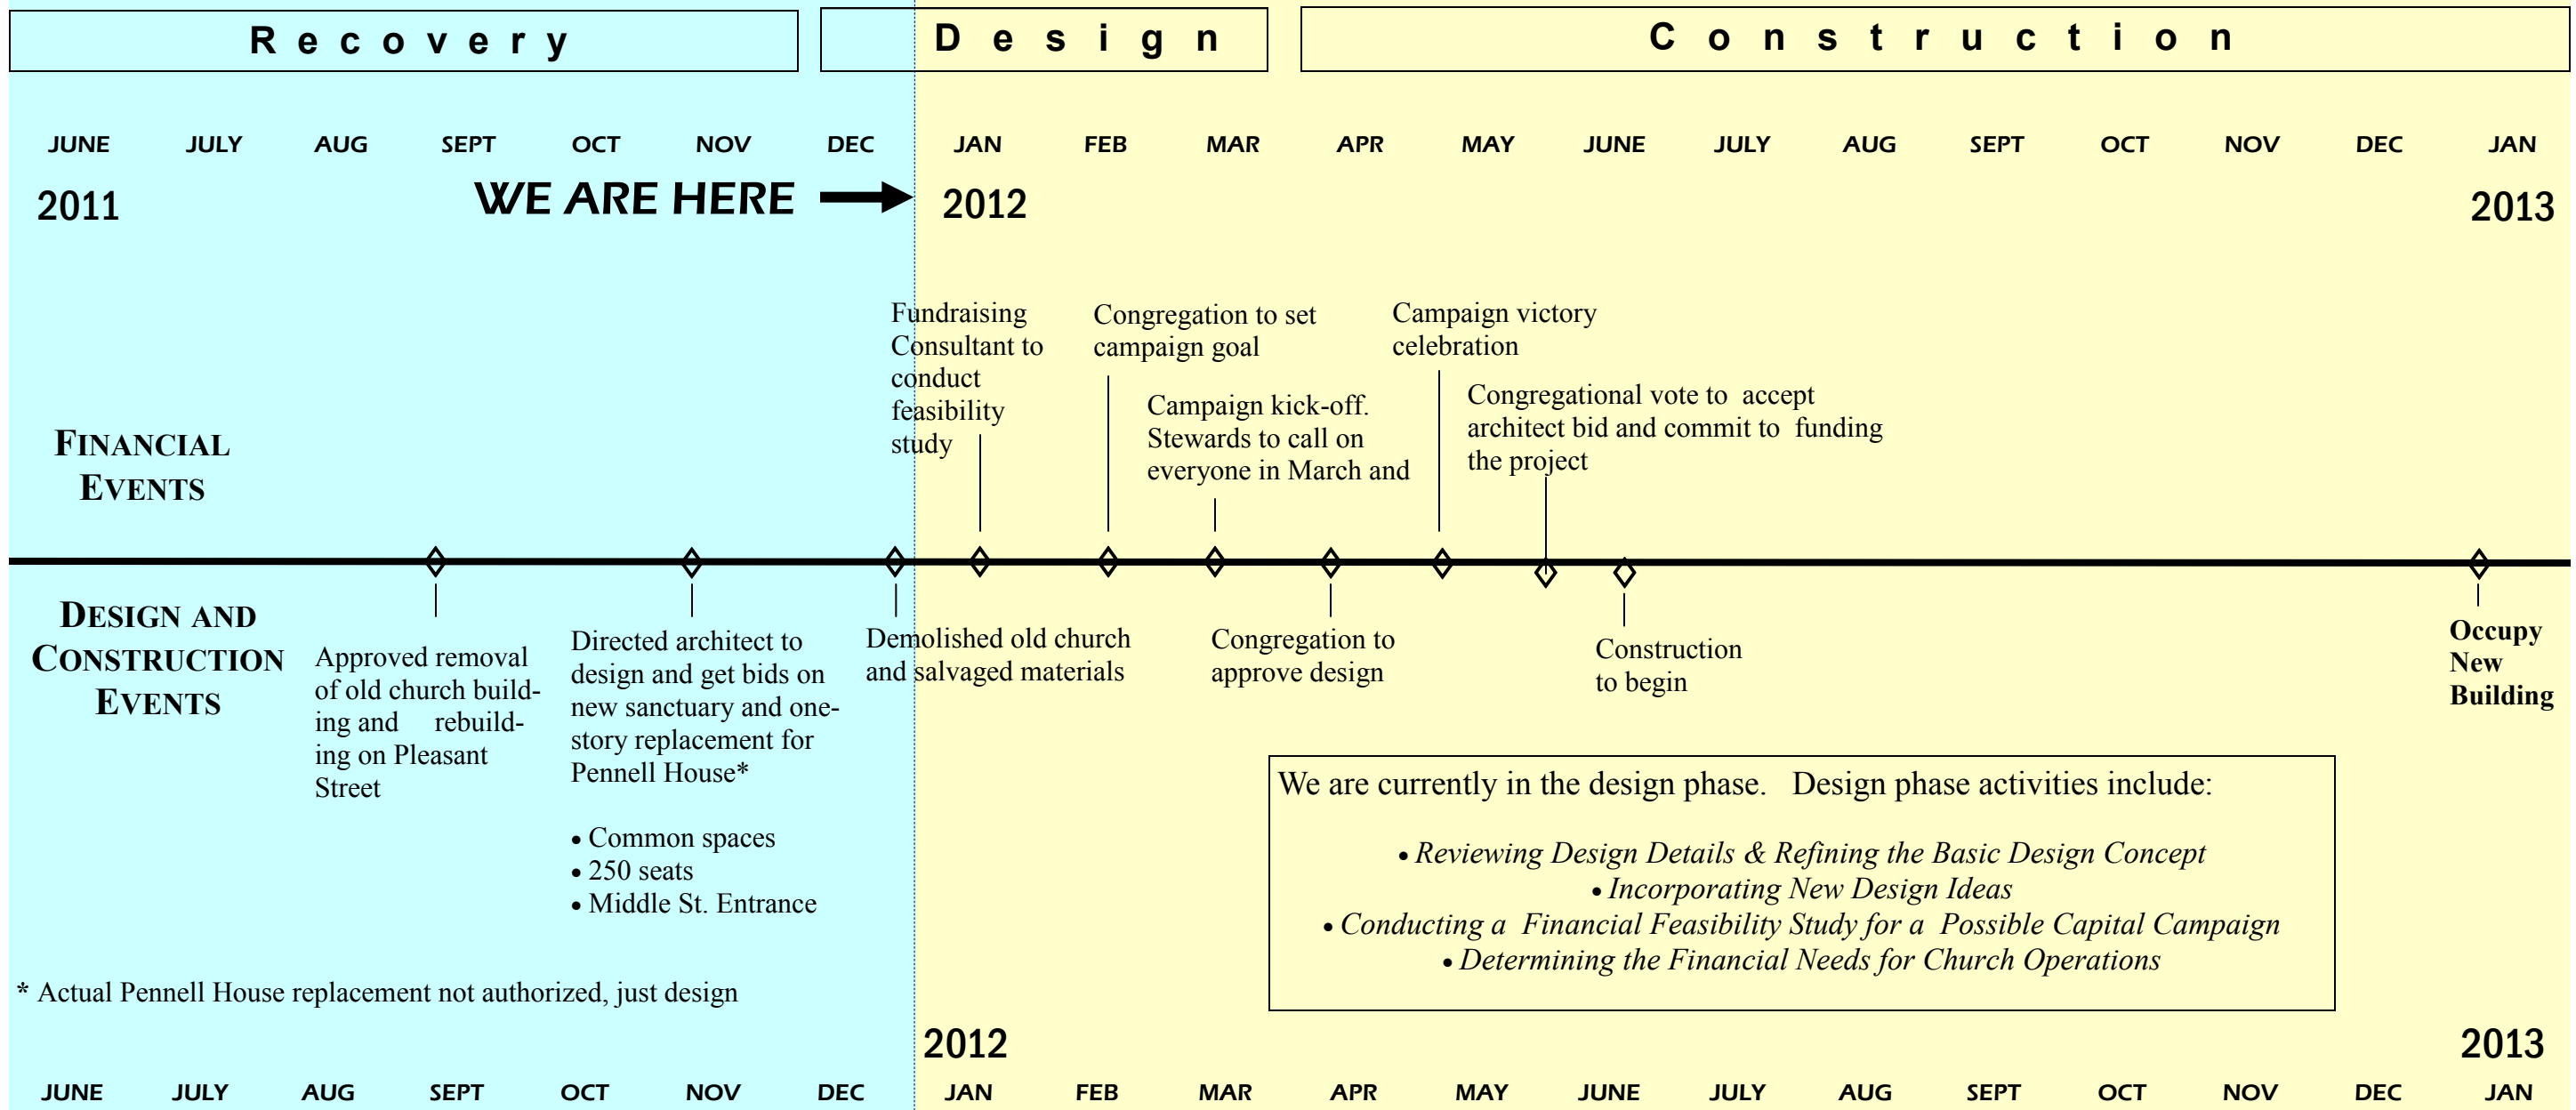 Recovery
Design
Construction
JUNE JULY AUG SEPT OCT NOV DEC JAN FEB MAR APR MAY JUNE JULY AUG SEPT OCT NOV DEC JAN
2011
WE ARE HERE
2012
2013
Fundraising
Consultant to
conduct
feasibility
study
Congregation to set
campaign goal
Campaign kick-off.
Stewards to call on
everyone in March and
Campaign victory
celebration
Congregational vote to accept
architect bid and commit to funding
the project
FINANCIAL
EVENTS
DESIGN AND
CONSTRUCTION
EVENTS
Approved removal
of old church build-
ing and rebuild-
ing on Pleasant
Street
Directed architect to
design and get bids on
new sanctuary and one-
story replacement for
Pennell House*
• Common spaces
• 250 seats
• Middle St. Entrance
Demolished old church
and salvaged materials
Congregation to
approve design
Construction
to begin
Occupy
New
Building
We are currently in the design phase. Design phase activities include:
• Reviewing Design Details & Refining the Basic Design Concept
• Incorporating New Design Ideas
• Conducting a Financial Feasibility Study for a Possible Capital Campaign
• Determining the Financial Needs for Church Operations
* Actual Pennell House replacement not authorized, just design
2012
2013
JUNE JULY AUG SEPT OCT NOV DEC JAN FEB MAR APR MAY JUNE JULY AUG SEPT OCT NOV DEC JAN